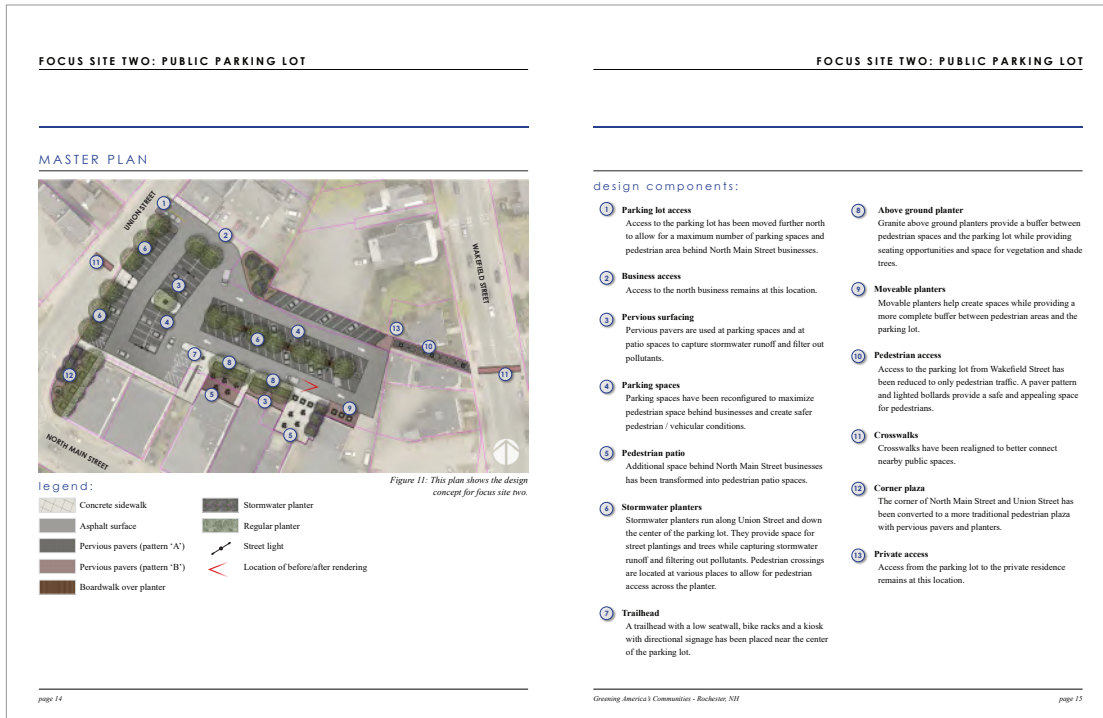 FOCUS SITE TWO: PUBLIC PARKING LOT
MASTER PLAN
UNION STREET
WAKEFIELD STREET
NORTH MAIN STREET
1
2
6
11
3
13
6
4
4
6
10
7
8
11
12
8
5
3
9
5
legend:
Figure 11: This plan shows the design
concept for focus site two.
Concrete sidewalk
Asphalt surface
Pervious pavers (pattern ‘A’)
Pervious pavers (pattern ‘B’)
Boardwalk over planter
Stormwater planter
Regular planter
Street light
Location of before/after rendering
page 14
FOCUS SITE TWO: PUBLIC PARKING LOT
design components:
1 Parking lot access
Access to the parking lot has been moved further north
to allow for a maximum number of parking spaces and
pedestrian area behind North Main Street businesses.
2 Business access
Access to the north business remains at this location.
3 Pervious surfacing
Pervious pavers are used at parking spaces and at
patio spaces to capture stormwater runoff and filter out
pollutants.
4 Parking spaces
Parking spaces have been reconfigured to maximize
pedestrian space behind businesses and create safer
pedestrian / vehicular conditions.
5 Pedestrian patio
Additional space behind North Main Street businesses
has been transformed into pedestrian patio spaces.
6 Stormwater planters
Stormwater planters run along Union Street and down
the center of the parking lot. They provide space for
street plantings and trees while capturing stormwater
runoff and filtering out pollutants. Pedestrian crossings
are located at various places to allow for pedestrian
access across the planter.
7 Trailhead
A trailhead with a low seatwall, bike racks and a kiosk
with directional signage has been placed near the center
of the parking lot.
8 Above ground planter
Granite above ground planters provide a buffer between
pedestrian spaces and the parking lot while providing
seating opportunities and space for vegetation and shade
trees.
9 Moveable planters
Movable planters help create spaces while providing a
more complete buffer between pedestrian areas and the
parking lot.
10 Pedestrian access
Access to the parking lot from Wakefield Street has
been reduced to only pedestrian traffic. A paver pattern
and lighted bollards provide a safe and appealing space
for pedestrians.
11 Crosswalks
Crosswalks have been realigned to better connect
nearby public spaces.
12 Corner plaza
The corner of North Main Street and Union Street has
been converted to a more traditional pedestrian plaza
with pervious pavers and planters.
13 Private access
Access from the parking lot to the private residence
remains at this location.
Greening America's Communities - Rochester, NH
page 15